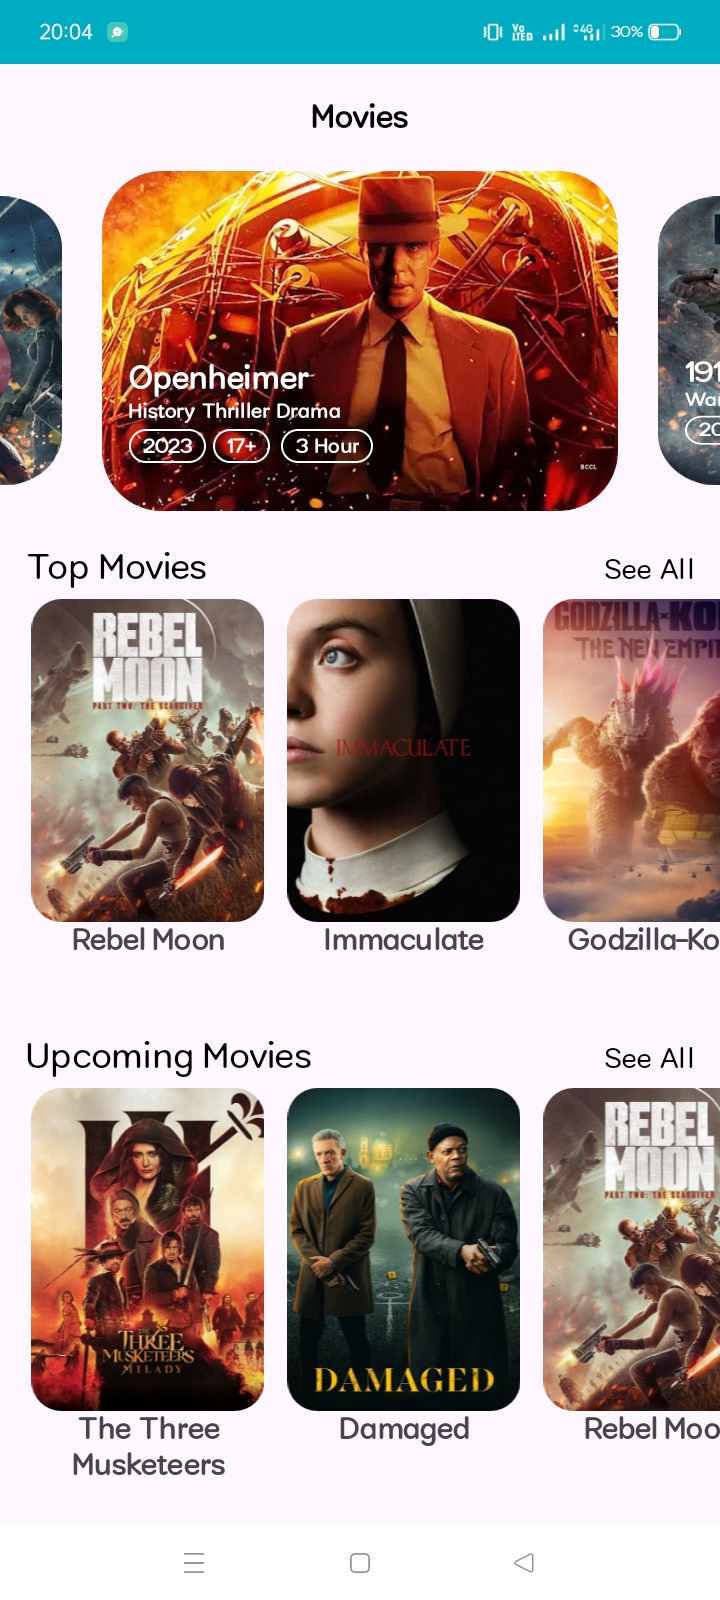 20:04
Vo LTED
4G
30%
Movies
Openheimer
History Thriller Drama
2023 17+ 3 Hour
BCCL
191
War
20
Top Movies
See All
REBEL
MOON
PART TWO: THE SCARGIVER
IMMACULATE
GODZILLA×KO
THE NEW EMPI
Rebel Moon
Immaculate
Godzilla-Ko
Upcoming Movies
See All
THE
THREE
MUSKETEERS
MILADY
DAMAGED
REBEL
MOON
PART TWO: THE SCARGIVER
The Three
Musketeers
Damaged
Rebel Moo